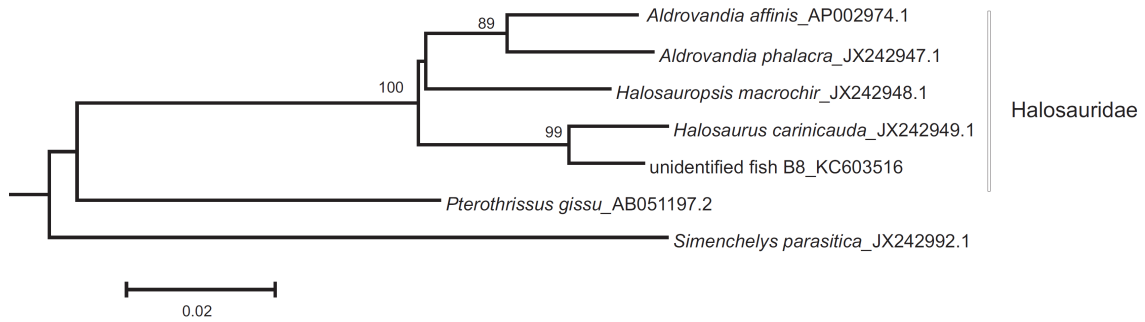 89
Aldrovandia affinis_AP002974.1
Aldrovandia phalacra_JX242947.1
100
Halosauropsis macrochir_JX242948.1
Halosauridae
99
Halosaurus carinicauda_JX242949.1
unidentified fish B8_KC603516
Pterothrissus gissu_AB051197.2
Simenchelys parasitica_JX242992.1
0.02